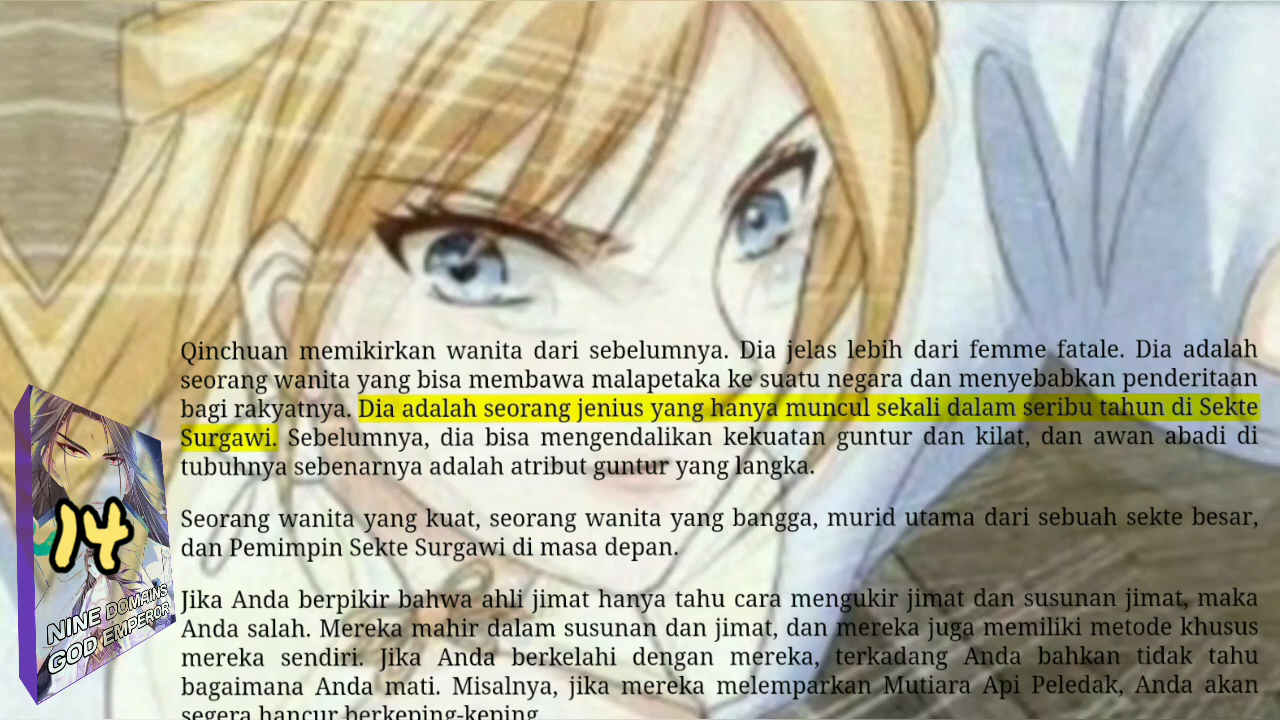 Qinchuan memikirkan wanita dari sebelumnya. Dia jelas lebih dari femme fatale. Dia adalah
seorang wanita yang bisa membawa malapetaka ke suatu negara dan menyebabkan penderitaan
bagi rakyatnya. Dia adalah seorang jenius yang hanya muncul sekali dalam seribu tahun di Sekte
Surgawi. Sebelumnya, dia bisa mengendalikan kekuatan guntur dan kilat, dan awan abadi di
tubuhnya sebenarnya adalah atribut guntur yang langka.
Seorang wanita yang kuat, seorang wanita yang bangga, murid utama dari sebuah sekte besar,
dan Pemimpin Sekte Surgawi di masa depan.
Jika Anda berpikir bahwa ahli jimat hanya tahu cara mengukir jimat dan susunan jimat, maka
Anda salah. Mereka mahir dalam susunan dan jimat, dan mereka juga memiliki metode khusus
mereka sendiri. Jika Anda berkelahi dengan mereka, terkadang Anda bahkan tidak tahu
bagaimana Anda mati. Misalnya, jika mereka melemparkan Mutiara Api Peledak, Anda akan
segera hancur berkeping-keping
14
NINE DOMAINS
GOD EMPEROR